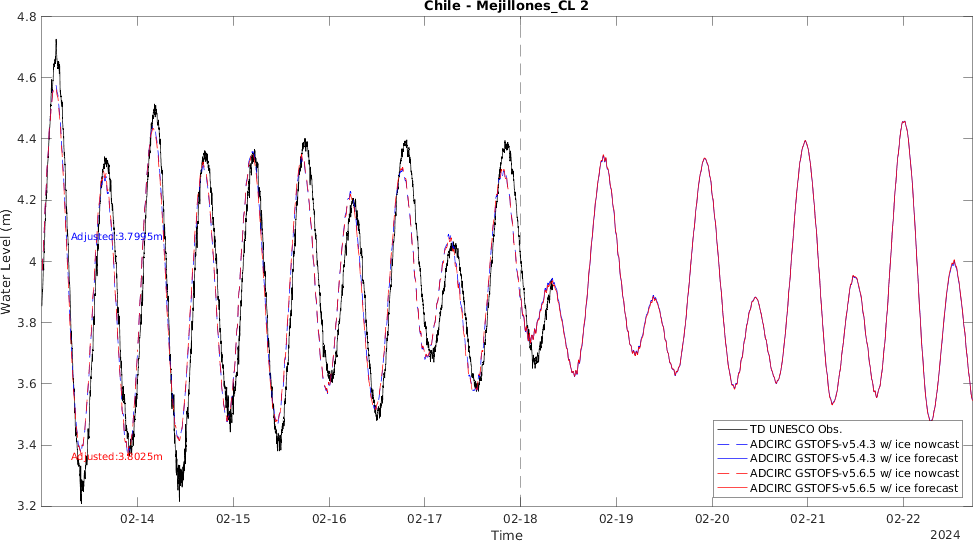 Chile - Mejillones_CL 2
Water Level (m)
4.8
4.6
4.4
4.2
4
3.8
3.6
3.4
3.2
Adjusted:3.7995m
Adjusted:3.8025m
TD UNESCO Obs.
ADCIRC GSTOFS-v5.4.3 w/ ice nowcast
ADCIRC GSTOFS-v5.4.3 w/ ice forecast
ADCIRC GSTOFS-v5.6.5 w/ ice nowcast
ADCIRC GSTOFS-v5.6.5 w/ ice forecast
02-14 02-15 02-16 02-17 02-18 02-19 02-20 02-21 02-22
Time
2024